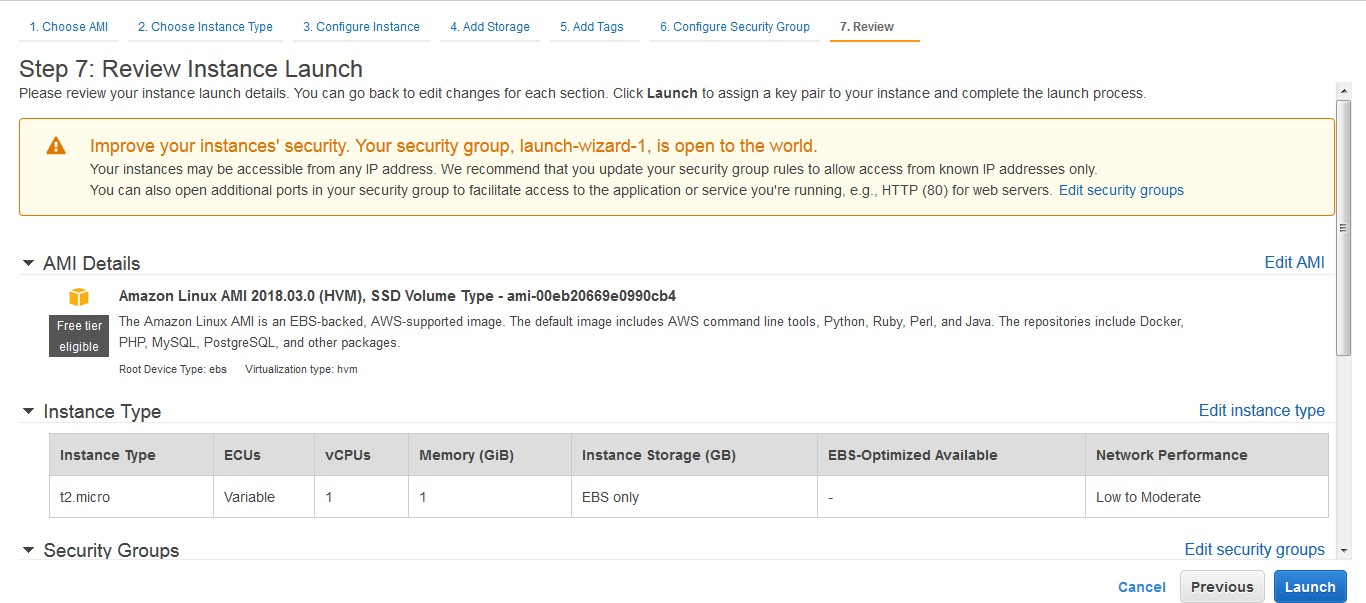 1. Choose AMI 2. Choose Instance Type 3. Configure Instance 4. Add Storage 5. Add Tags 6. Configure Security Group 7. Review
Step 7: Review Instance Launch
Please review your instance launch details. You can go back to edit changes for each section. Click Launch to assign a key pair to your instance and complete the launch process.
Improve your instances' security. Your security group, launch-wizard-1, is open to the world.
Your instances may be accessible from any IP address. We recommend that you update your security group rules to allow access from known IP addresses only.
You can also open additional ports in your security group to facilitate access to the application or service you're running, e.g., HTTP (80) for web servers. Edit security groups
AMI Details Edit AMI
Amazon Linux AMI 2018.03.0 (HVM), SSD Volume Type - ami-00eb20669e0990cb4
Free tier
eligible
The Amazon Linux AMI is an EBS-backed, AWS-supported image. The default image includes AWS command line tools, Python, Ruby, Perl, and Java. The repositories include Docker,
PHP, MySQL, PostgreSQL, and other packages.
Root Device Type: ebs Virtualization type: hvm
Instance Type Edit instance type
Instance Type ECUs vCPUs Memory (GiB) Instance Storage (GB) EBS-Optimized Available Network Performance
t2.micro Variable 1 1 EBS only - Low to Moderate
Security Groups Edit security groups
Cancel Previous Launch